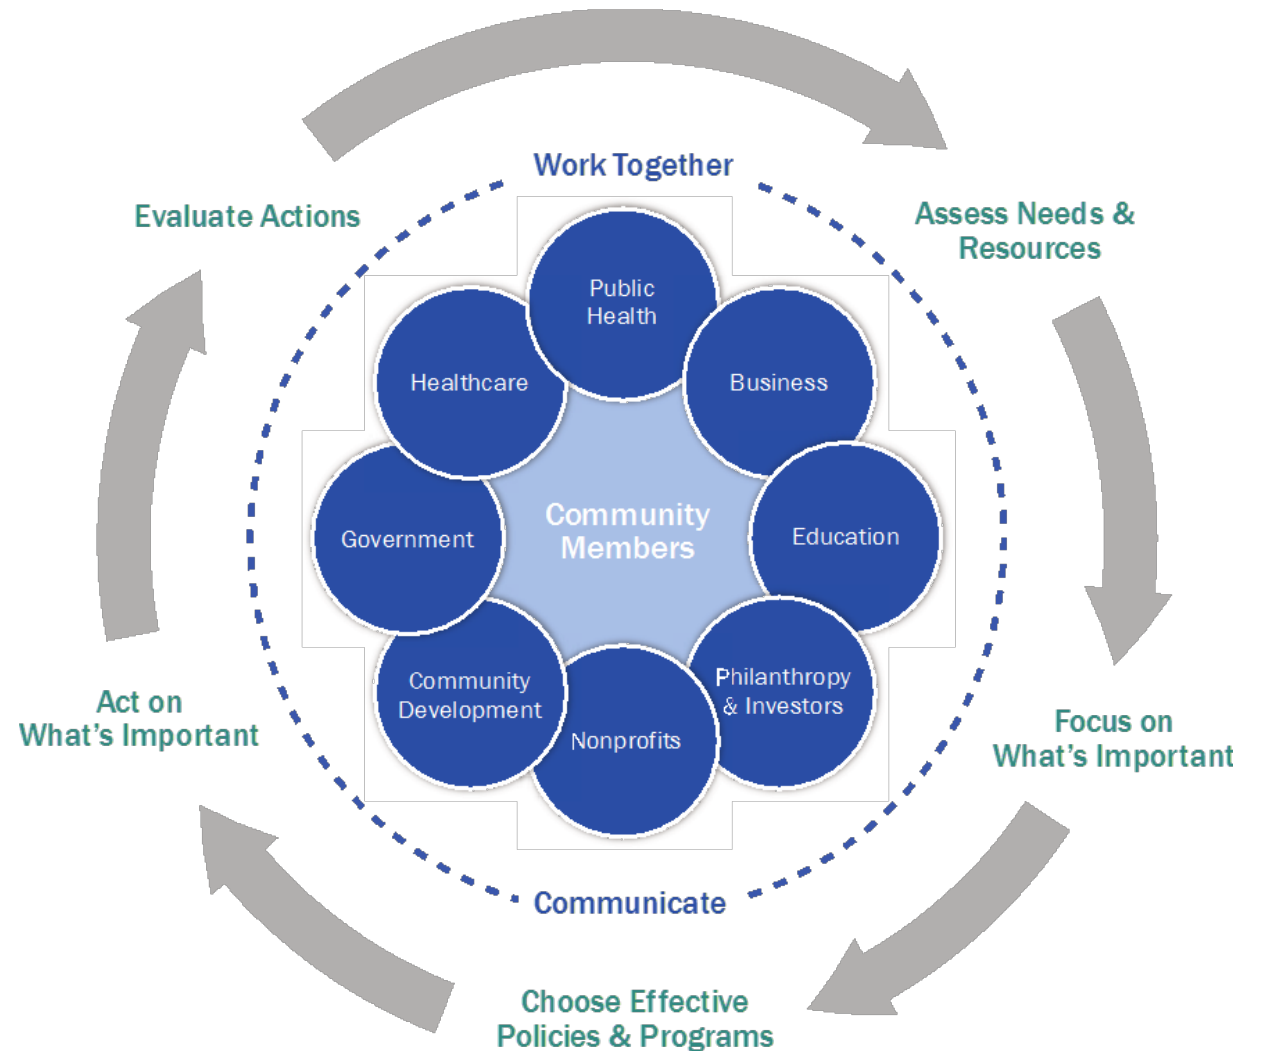 Work Together
Evaluate Actions
Assess Needs &
Resources
Public
Health
Healthcare
Business
Community
Members
Government
Education
Community
Development
Philanthropy
& Investors
Nonprofits
Act on
What's Important
Focus on
What's Important
Communicate
Choose Effective
Policies & Programs